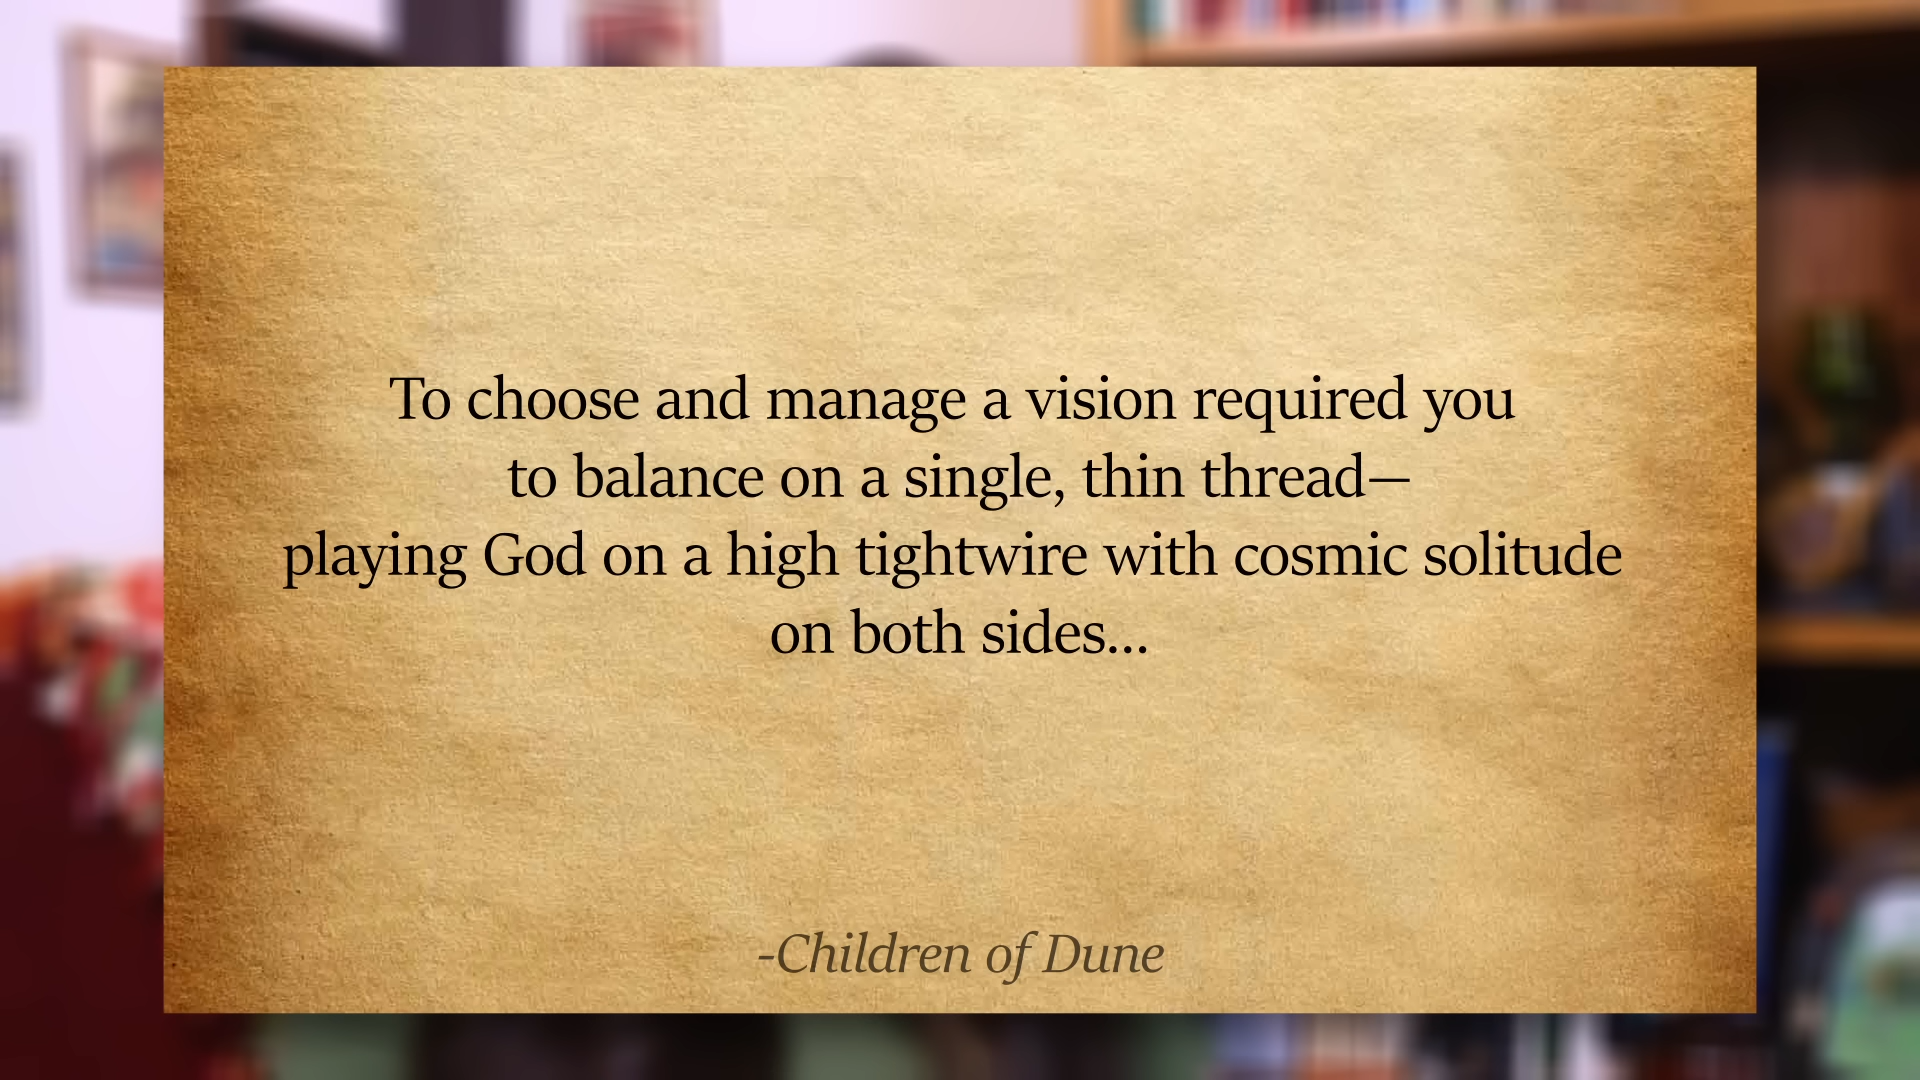 To choose and manage a vision required you
to balance on a single, thin thread—
playing God on a high tightwire with cosmic solitude
on both sides...
-Children of Dune